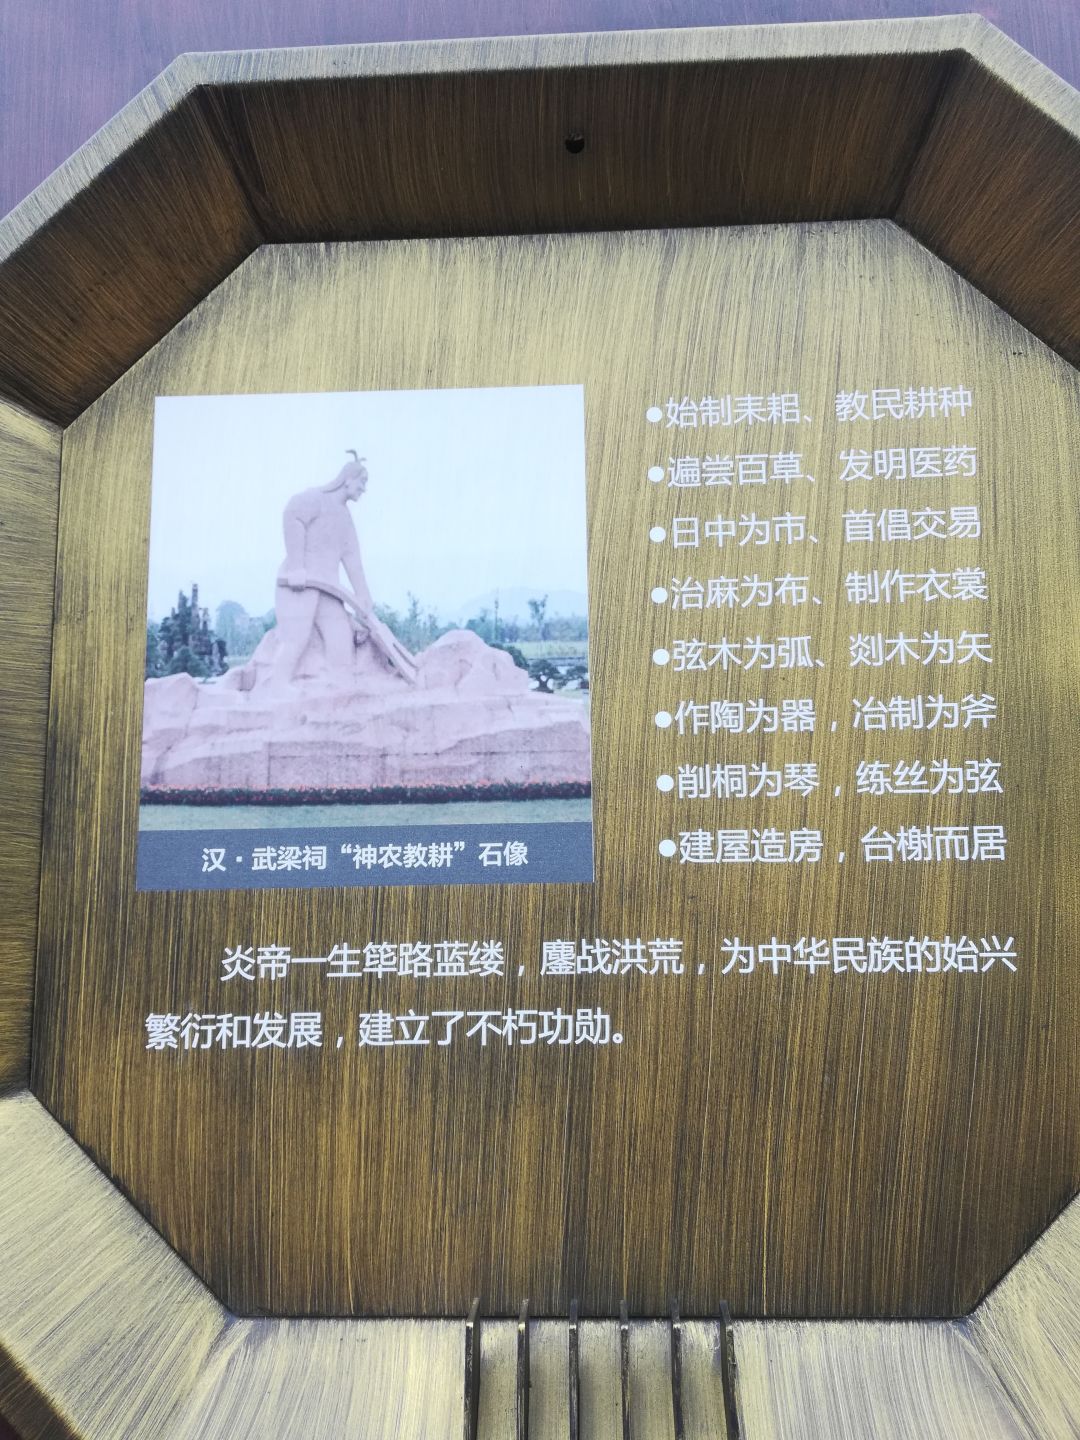 ●始制耒耜、教民耕种
●遍尝百草、发明医药
●日中为市、首倡交易
●治麻为布、制作衣裳
●弦木为弧、剡木为矢
●作陶为器，冶制为斧
●削桐为琴，练丝为弦
●建屋造房，台榭而居
汉·武梁祠“神农教耕”石像
炎帝一生筚路蓝缕，鏖战洪荒，为中华民族的始兴
繁衍和发展，建立了不朽功勋。